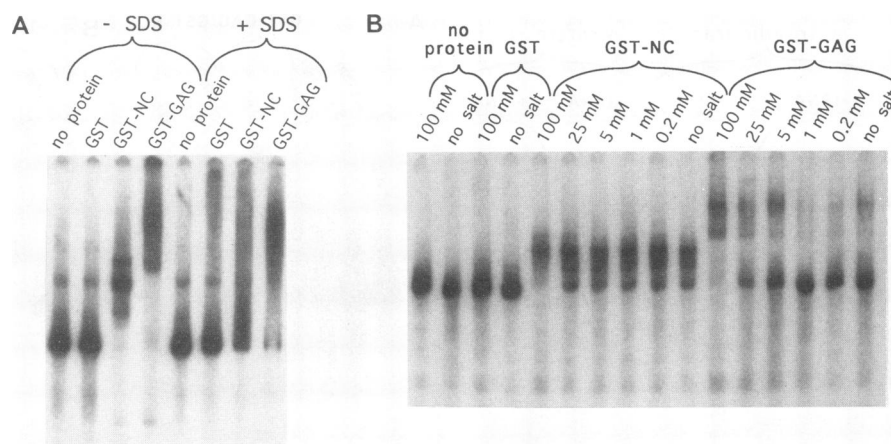 A
- SDS + SDS
no protein
GST
GST-NC
GST-GAG
no protein
GST
GST-NC
GST-GAG
B
no protein GST GST-NC GST-GAG
100 mM
no salt
100 mM
no salt
100 mM
25 mM
5 mM
1 mM
0.2 mM
no salt
100 mM
25 mM
5 mM
1 mM
0.2 mM
no salt